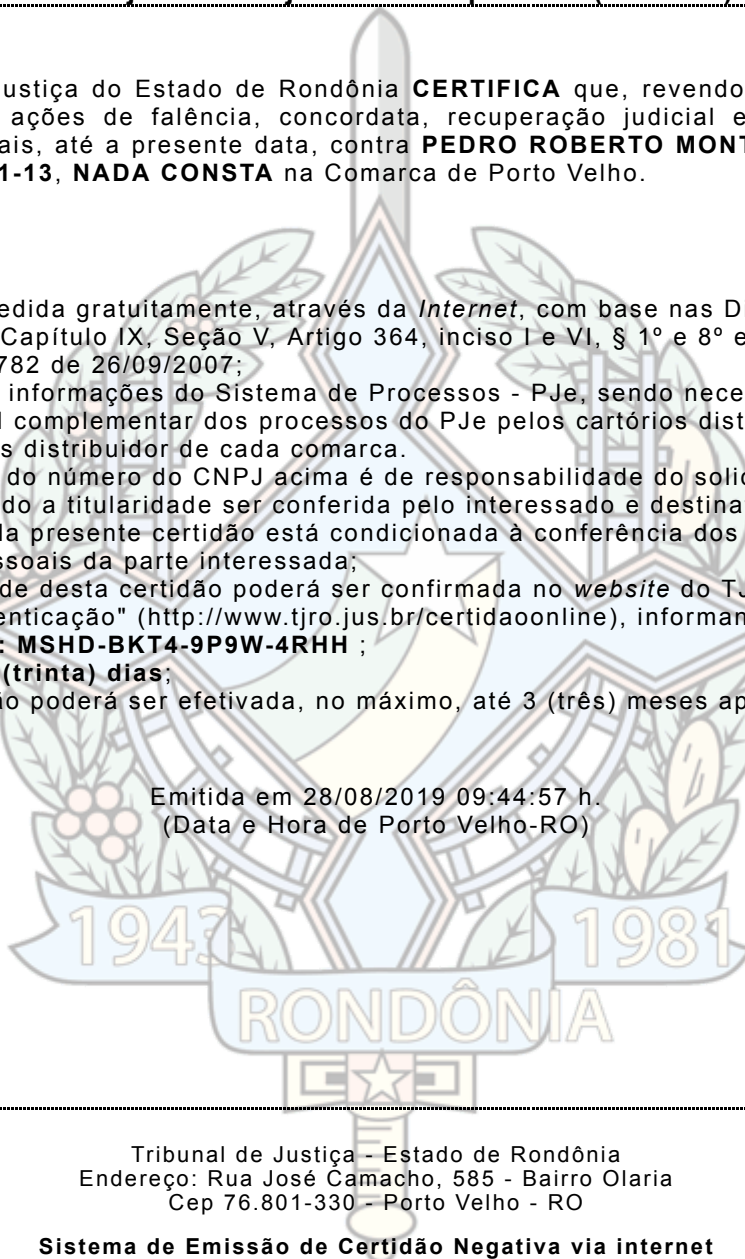 ustiça do Estado de Rondônia CERTIFICA que, revendo
ações de falência, concordata, recuperação judicial e
ais, até a presente data, contra PEDRO ROBERTO MONT
1-13, NADA CONSTA na Comarca de Porto Velho.
edida gratuitamente, através da Internet, com base nas D
Capítulo IX, Seção V, Artigo 364, inciso I e VI, § 1º e 8º e
782 de 26/09/2007;
informações do Sistema de Processos - PJe, sendo nece
l complementar dos processos do PJe pelos cartórios dist
s distribuidor de cada comarca.
do número do CNPJ acima é de responsabilidade do solic
do a titularidade ser conferida pelo interessado e destina
da presente certidão está condicionada à conferência dos
ssoais da parte interessada;
de desta certidão poderá ser confirmada no website do TJ
enticação" (http://www.tjro.jus.br/certidaoonline), informan
: MSHD-BKT4-9P9W-4RHH ;
(trinta) dias;
ão poderá ser efetivada, no máximo, até 3 (três) meses ap
Emitida em 28/08/2019 09:44:57 h.
(Data e Hora de Porto Velho-RO)
1943 1981
RONDÔNIA
Tribunal de Justiça - Estado de Rondônia
Endereço: Rua José Camacho, 585 - Bairro Olaria
Cep 76.801-330 - Porto Velho - RO
Sistema de Emissão de Certidão Negativa via internet